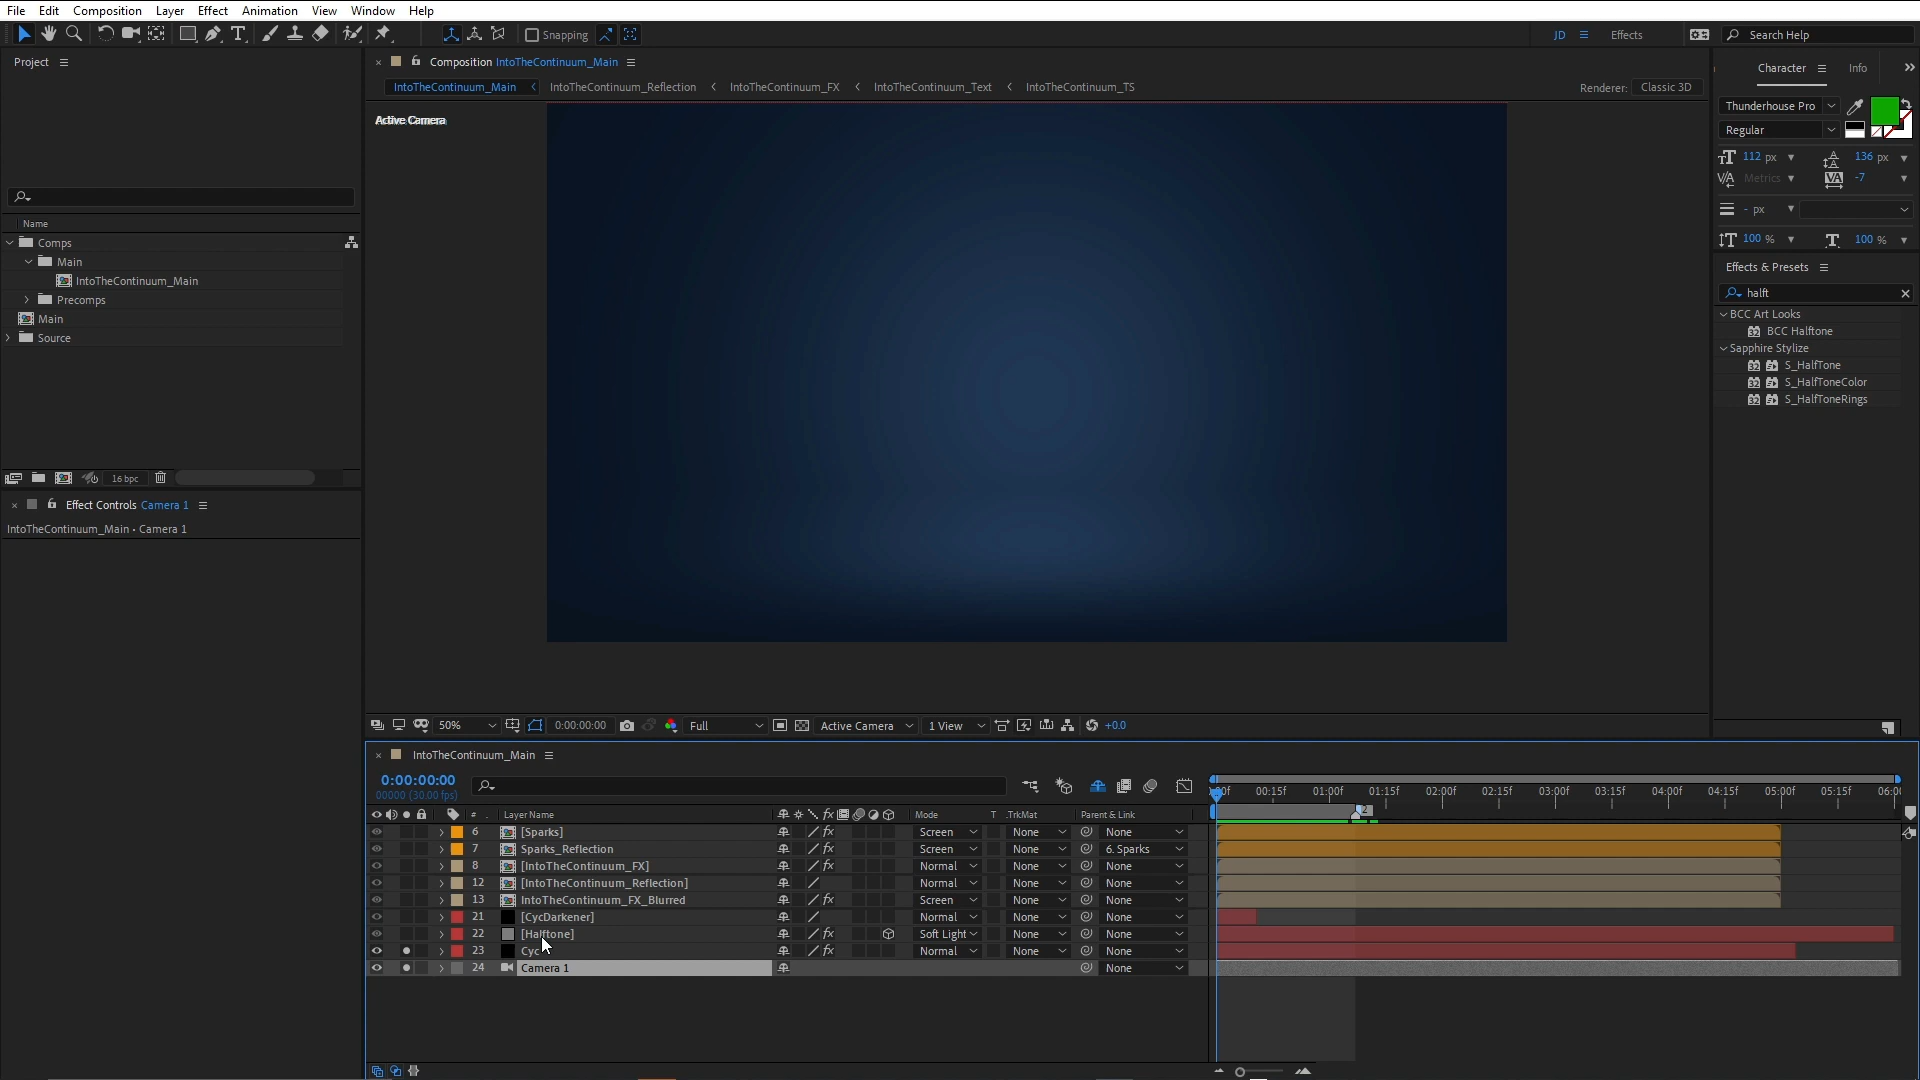 File Edit Composition Layer Effect Animation View Window Help
Snapping
JD
Effects
Search Help
Project
Composition IntoTheContinuum_Main
Character Info
IntoTheContinuum_Main IntoTheContinuum_Reflection IntoTheContinuum_FX IntoTheContinuum_Text IntoTheContinuum_TS
Renderer: Classic 3D
Active Camera
Thunderhouse Pro
Regular
112 px 136 px
Metrics -7
- px
100 % 100 %
Effects & Presets
halft
BCC Art Looks
BCC Halftone
Sapphire Stylize
S_HalfTone
S_HalfToneColor
S_HalfToneRings
Name
Comps
Main
IntoTheContinuum_Main
Precomps
Main
Source
16 bpc
Effect Controls Camera 1
IntoTheContinuum_Main • Camera 1
50% 0:00:00:00 Full Active Camera 1 View +0.0
IntoTheContinuum_Main
0:00:00:00
00000 (30.00 fps)
00:15f 01:00f 01:15f 02:00f 02:15f 03:00f 03:15f 04:00f 04:15f 05:00f 05:15f
2
# Layer Name Mode T .TrkMat Parent & Link
6 [Sparks] Screen None None
7 Sparks_Reflection Screen None 6. Sparks
8 [IntoTheContinuum_FX] Normal None None
12 [IntoTheContinuum_Reflection] Normal None None
13 IntoTheContinuum_FX_Blurred Screen None None
21 [CycDarkener] Normal None None
22 [Halftone] Soft Light None None
23 Cyc Normal None None
24 Camera 1 None